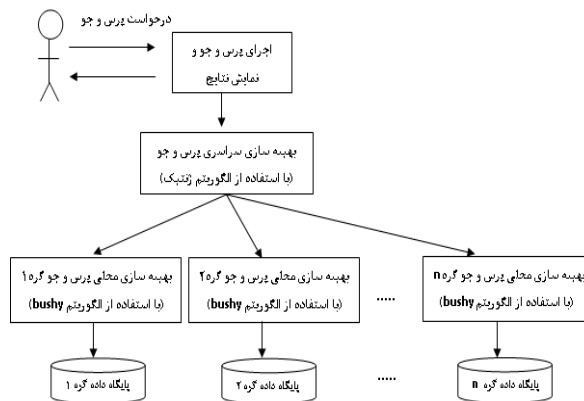 درخواست پرس و جو
اجرای پرس و جو و
نمایش نتایج
بهینه سازی سراسری پرس و جو
(با استفاده از الگوریتم ژنتیک)
بهینه سازی محلی پرس و جو گره ۱
(با استفاده از الگوریتم bushy)
بهینه سازی محلی پرس و جو گره ۲
(با استفاده از الگوریتم bushy)
.....
بهینه سازی محلی پرس و جو گره n
(با استفاده از الگوریتم bushy)
پایگاه داده گره ۱
پایگاه داده گره ۲
.....
پایگاه داده گره n